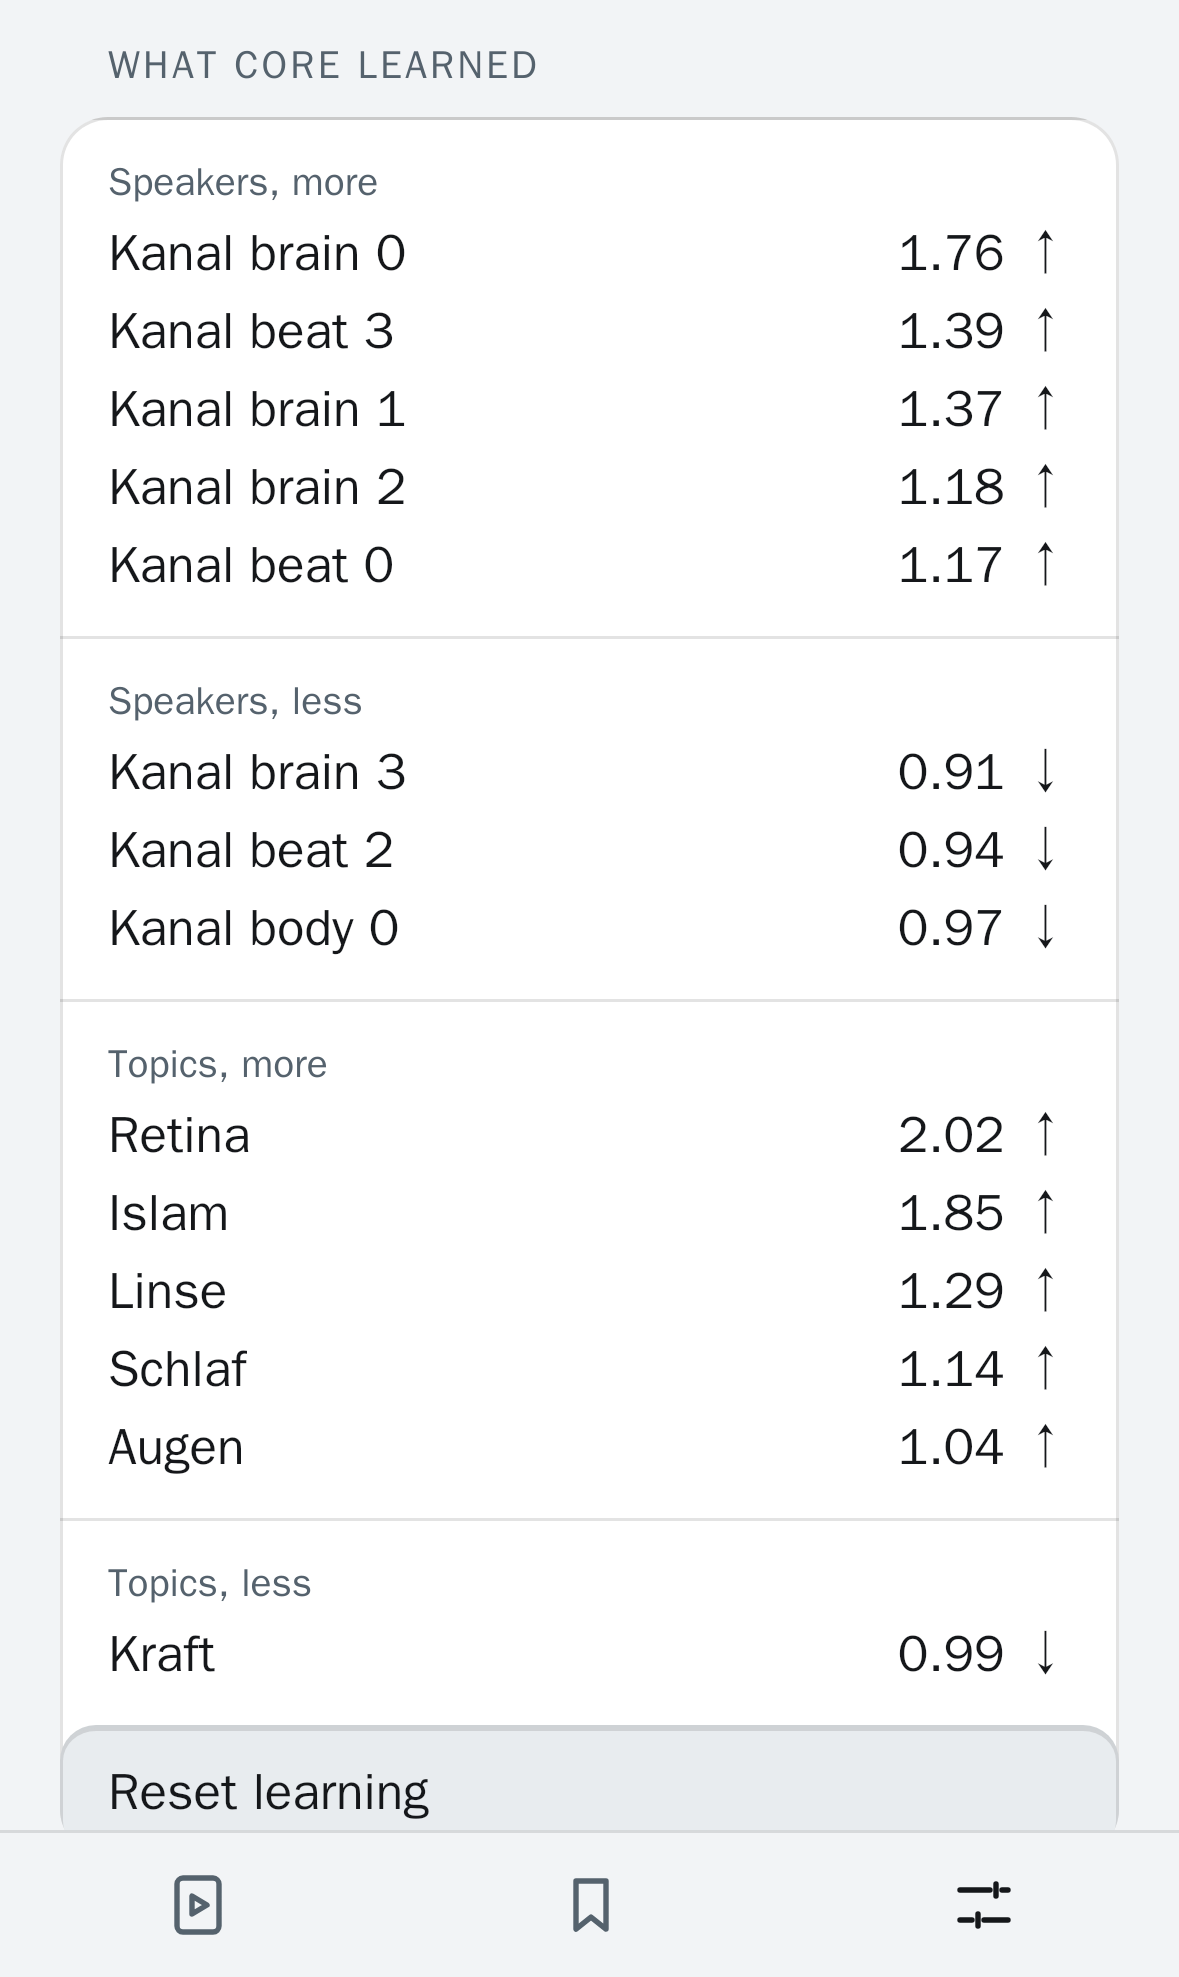 WHAT CORE LEARNED
Speakers, more
Kanal brain 0 1.76 ↑
Kanal beat 3 1.39 ↑
Kanal brain 1 1.37 ↑
Kanal brain 2 1.18 ↑
Kanal beat 0 1.17 ↑
Speakers, less
Kanal brain 3 0.91 ↓
Kanal beat 2 0.94 ↓
Kanal body 0 0.97 ↓
Topics, more
Retina 2.02 ↑
Islam 1.85 ↑
Linse 1.29 ↑
Schlaf 1.14 ↑
Augen 1.04 ↑
Topics, less
Kraft 0.99 ↓
Reset learning